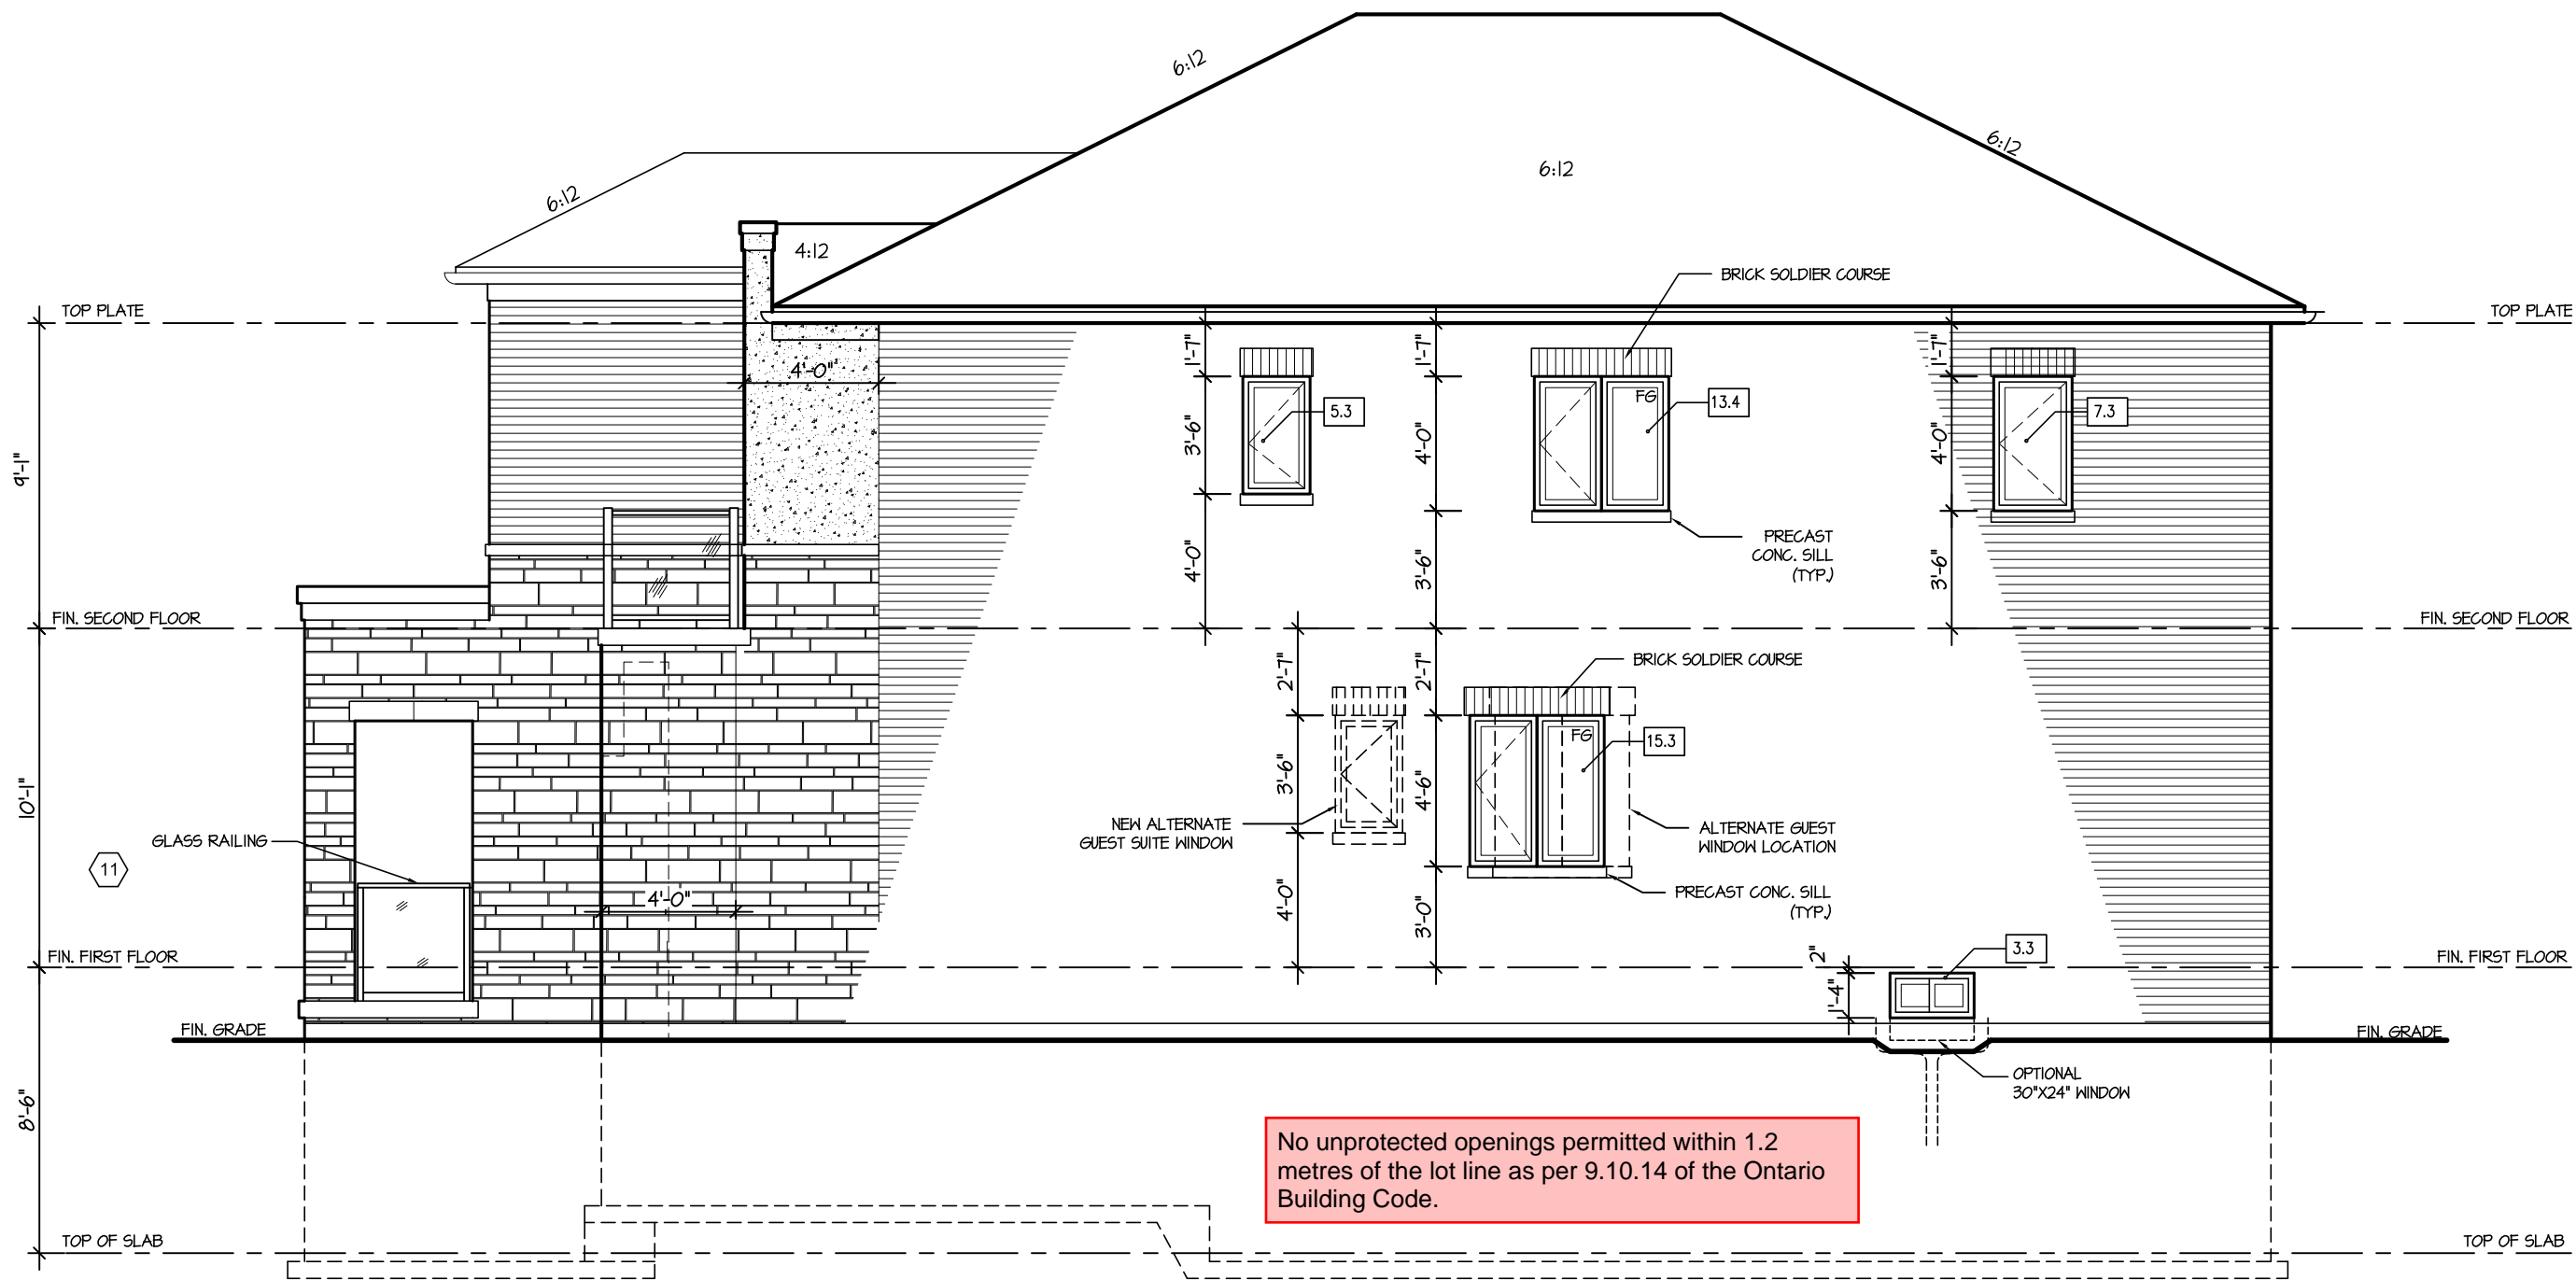 6:12
6:12
6:12
6:12
4:12
BRICK SOLDIER COURSE
TOP PLATE
TOP PLATE
1'-7"
1'-7"
1'-7"
4'-0"
FG
5.3
13.4
7.3
9'-1"
3'-6"
4'-0"
4'-0"
PRECAST
CONC. SILL
(TYP.)
4'-0"
3'-6"
3'-6"
FIN. SECOND FLOOR
FIN. SECOND FLOOR
BRICK SOLDIER COURSE
2'-7"
2'-7"
FG
15.3
10'-1"
3'-6"
4'-6"
NEW ALTERNATE
GUEST SUITE WINDOW
ALTERNATE GUEST
WINDOW LOCATION
GLASS RAILING
11
4'-0"
4'-0"
3'-0"
PRECAST CONC. SILL
(TYP.)
FIN. FIRST FLOOR
2"
3.3
FIN. FIRST FLOOR
1'-4"
FIN. GRADE
FIN. GRADE
OPTIONAL
30"X24" WINDOW
8'-6"
No unprotected openings permitted within 1.2
metres of the lot line as per 9.10.14 of the Ontario
Building Code.
TOP OF SLAB
TOP OF SLAB